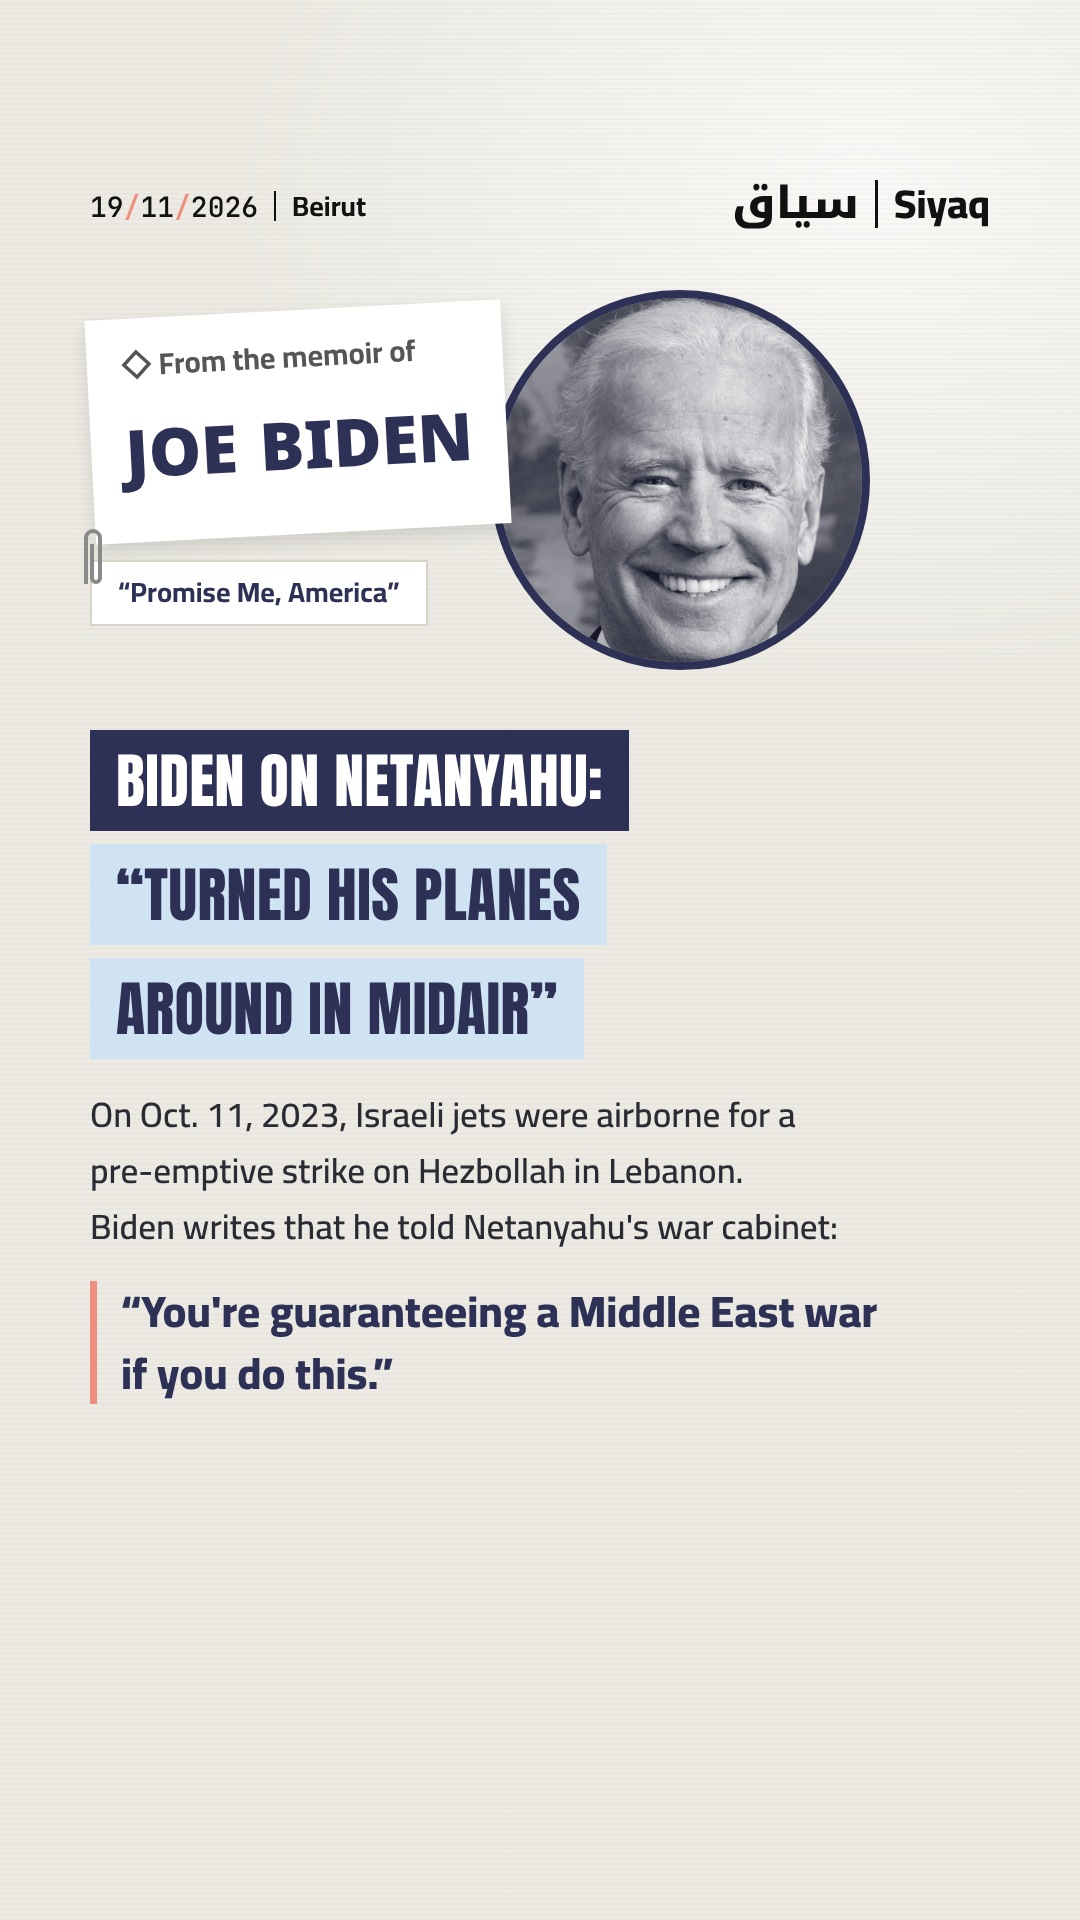 19/11/2026 | Beirut
سياق | Siyaq
From the memoir of
JOE BIDEN
“Promise Me, America”
BIDEN ON NETANYAHU:
“TURNED HIS PLANES
AROUND IN MIDAIR”
On Oct. 11, 2023, Israeli jets were airborne for a
pre-emptive strike on Hezbollah in Lebanon.
Biden writes that he told Netanyahu's war cabinet:
“You're guaranteeing a Middle East war
if you do this.”